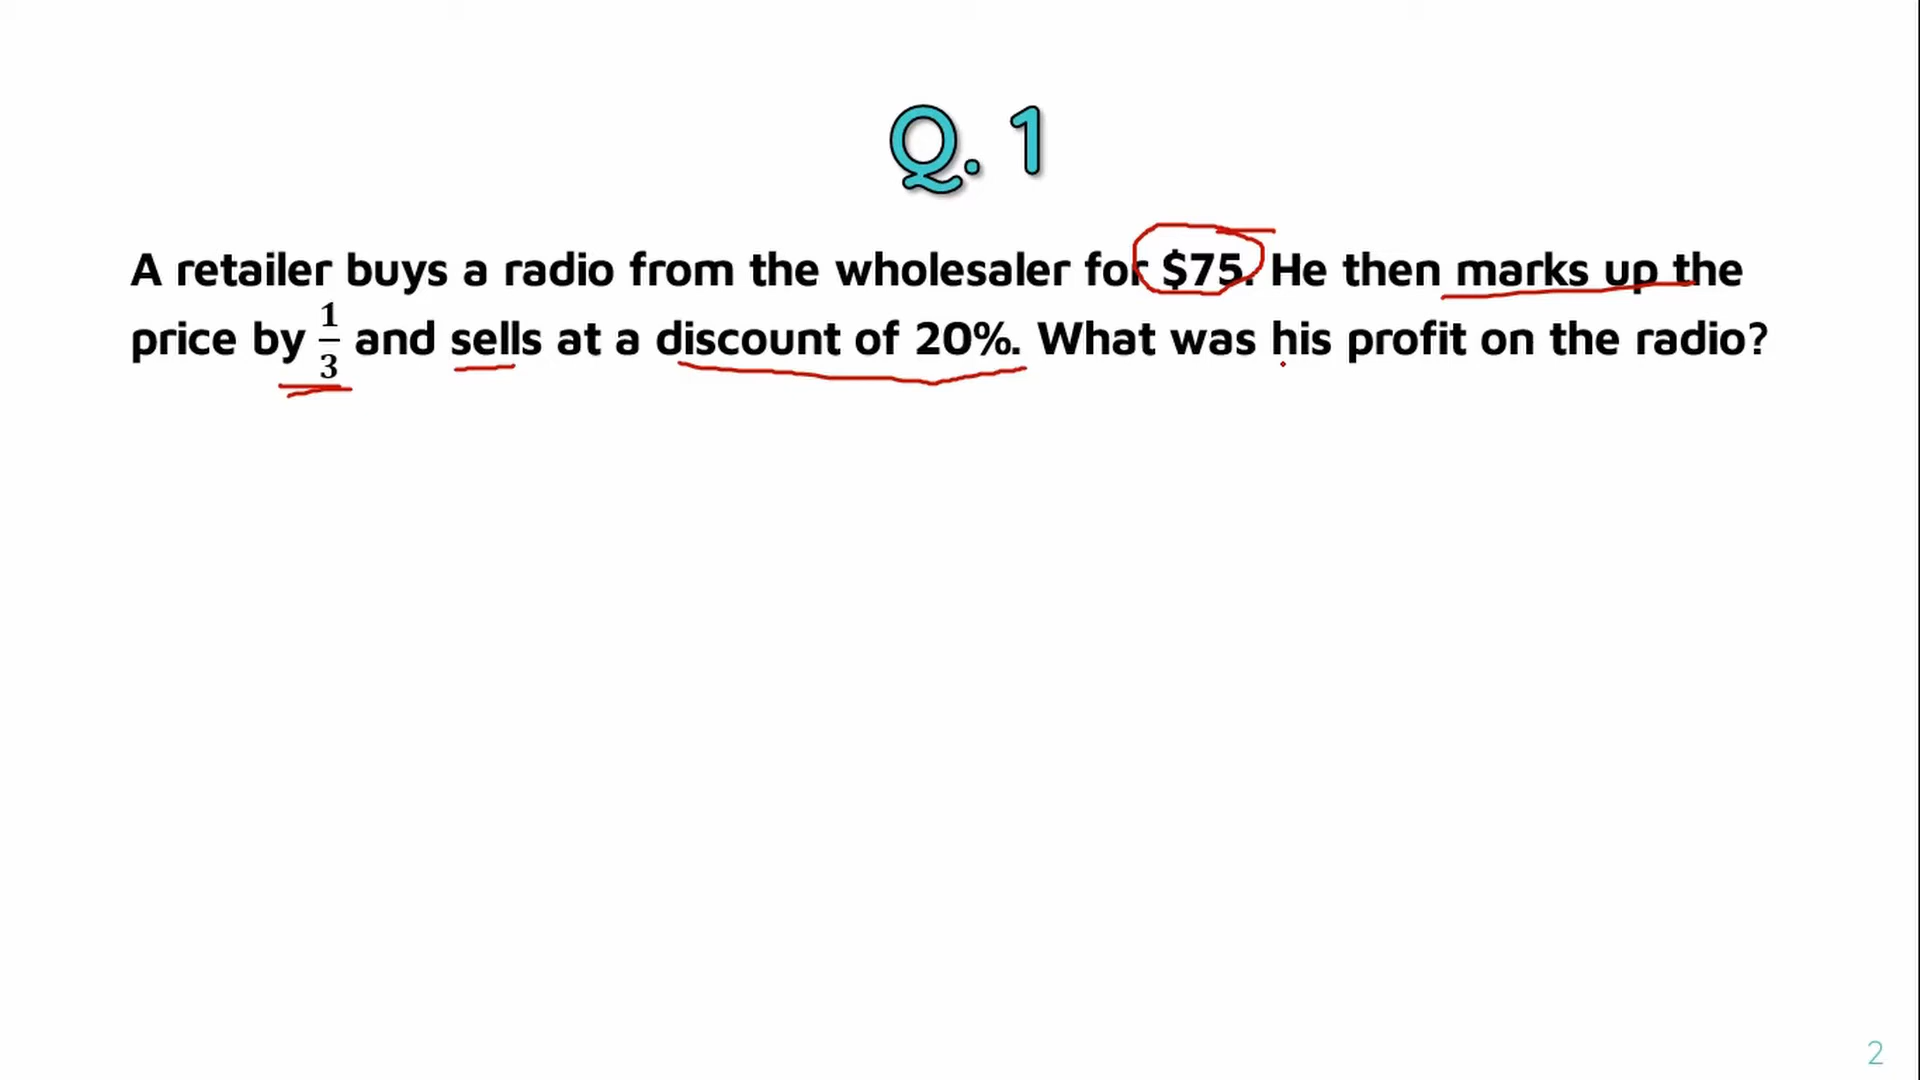 Q. 1
A retailer buys a radio from the wholesaler for $75. He then marks up the
price by 1/3 and sells at a discount of 20%. What was his profit on the radio?
2